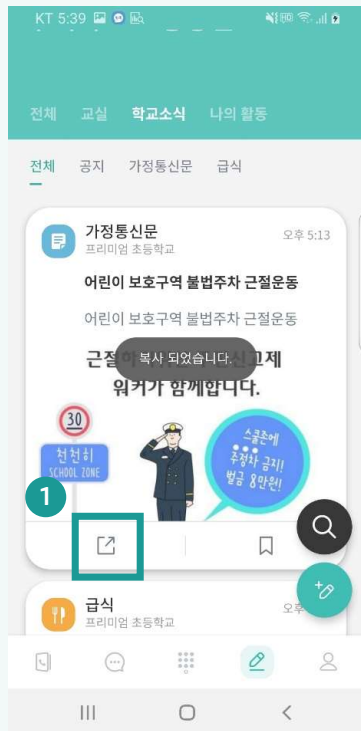 KT 5:39
전체 교실 학교소식 나의 활동
전체 공지 가정통신문 급식
가정통신문
프리미엄 초등학교
오후 5:13
어린이 보호구역 불법주차 근절운동
어린이 보호구역 불법주차 근절운동
고제
복사 되었습니다.
워커가 함께합니다.
30
천천히
SCHOOL ZONE
스쿨존에
주정차 금지!
벌금 8만원!
1
급식
프리미엄 초등학교